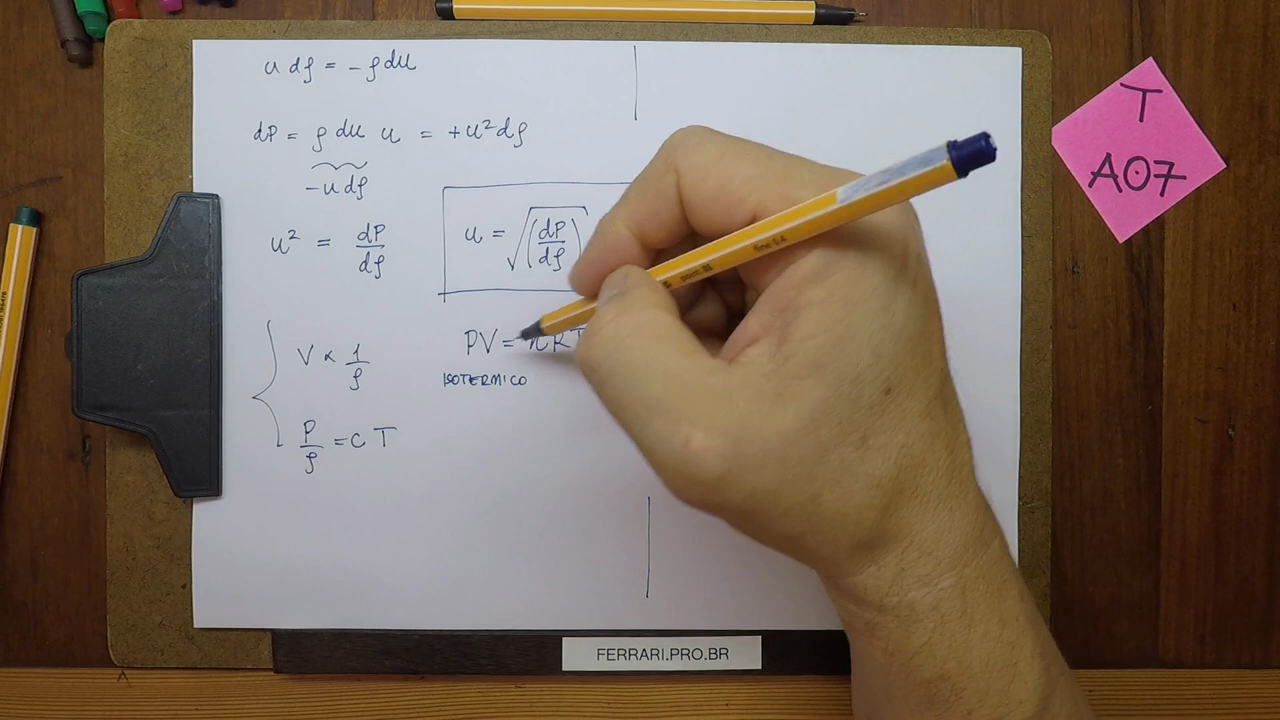 u dρ = - ρ du
dP = ρ du u = +u² dρ
-u dρ
u² = dP/dρ
u = √(dP/dρ)
V ∝ 1/ρ
PV = nRT
ISOTERMICO
P/ρ = C T
T
A07
FERRARI.PRO.BR